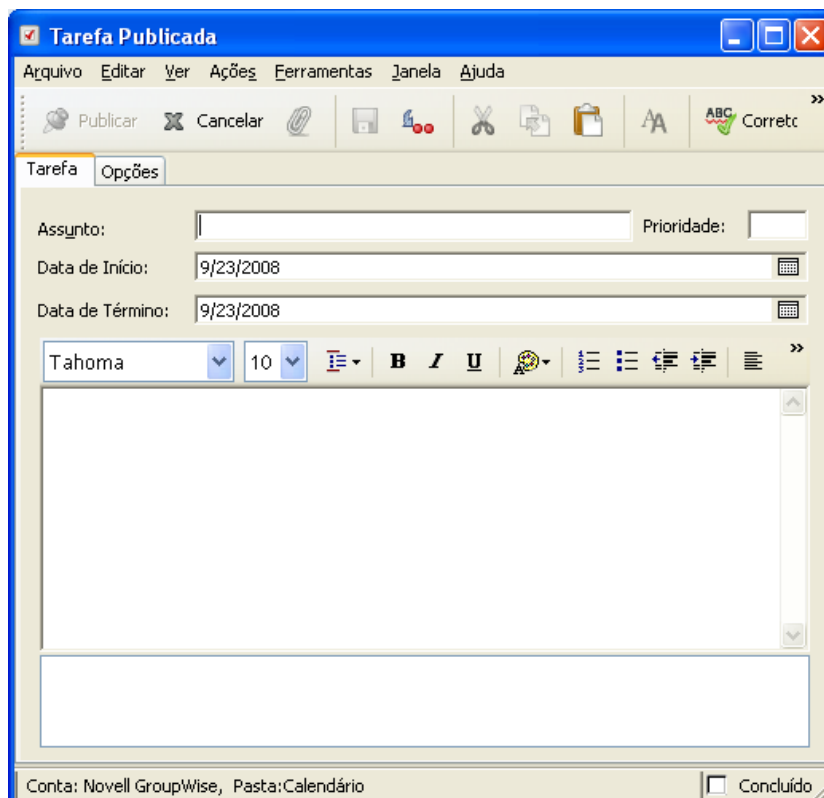 Tarefa Publicada
Arquivo Editar Ver Ações Ferramentas Janela Ajuda
Publicar Cancelar ABC Corretc »
Tarefa Opções
Assunto: Prioridade:
Data de Início: 9/23/2008
Data de Término: 9/23/2008
Tahoma 10 B I U »
Conta: Novell GroupWise, Pasta:Calendário Concluído